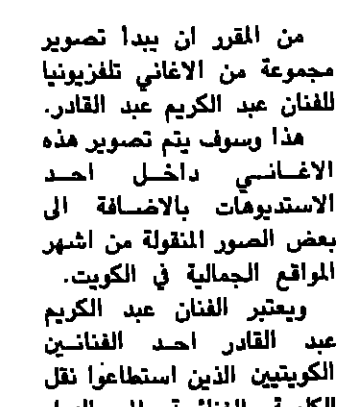 من المقرر ان يبدأ تصوير
مجموعة من الاغاني تلفزيونيا
للفنان عبد الكريم عبد القادر.
هذا وسوف يتم تصوير هذه
الاغاني داخل احد
الاستديوهات بالاضافة الى
بعض الصور المنقولة من اشهر
المواقع الجمالية في الكويت.
ويعتبر الفنان عبد الكريم
عبد القادر احد الفنانين
الكويتيين الذين استطاعوا نقل